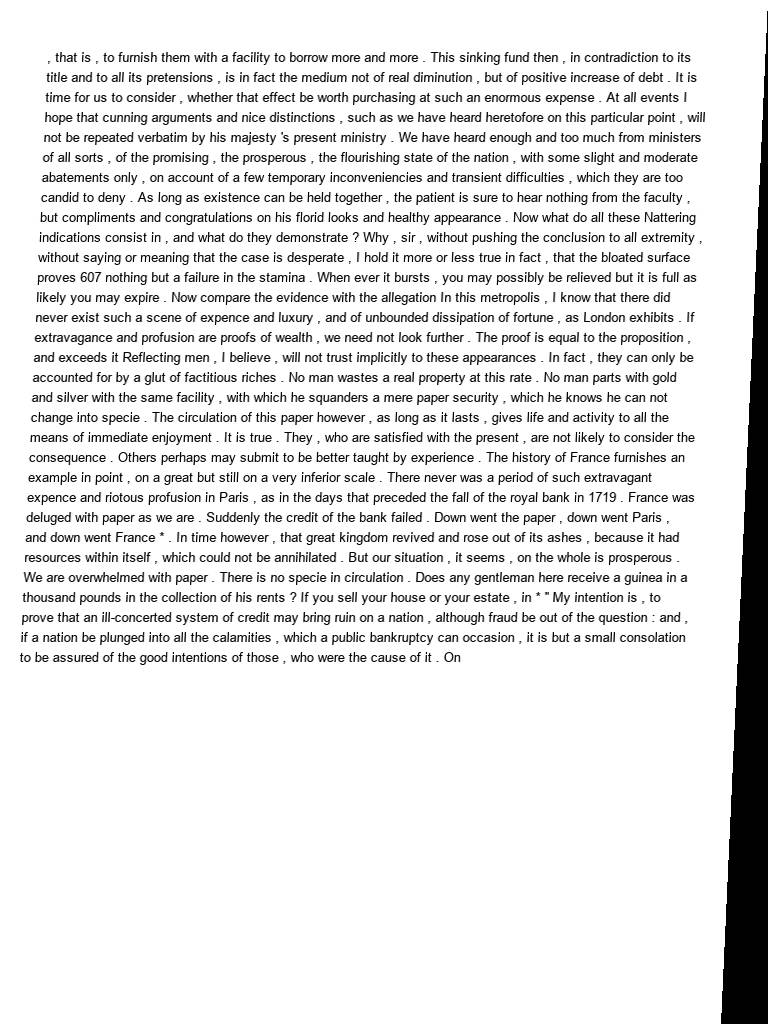 , that is , to furnish them with a facility to borrow more and more . This sinking fund then , in contradiction to its
title and to all its pretensions , is in fact the medium not of real diminution , but of positive increase of debt . It is
time for us to consider , whether that effect be worth purchasing at such an enormous expense . At all events I
hope that cunning arguments and nice distinctions , such as we have heard heretofore on this particular point , will
not be repeated verbatim by his majesty 's present ministry . We have heard enough and too much from ministers
of all sorts , of the promising , the prosperous , the flourishing state of the nation , with some slight and moderate
abatements only , on account of a few temporary inconveniencies and transient difficulties , which they are too
candid to deny . As long as existence can be held together , the patient is sure to hear nothing from the faculty ,
but compliments and congratulations on his florid looks and healthy appearance . Now what do all these Nattering
indications consist in , and what do they demonstrate ? Why , sir , without pushing the conclusion to all extremity ,
without saying or meaning that the case is desperate , I hold it more or less true in fact , that the bloated surface
proves 607 nothing but a failure in the stamina . When ever it bursts , you may possibly be relieved but it is full as
likely you may expire . Now compare the evidence with the allegation In this metropolis , I know that there did
never exist such a scene of expence and luxury , and of unbounded dissipation of fortune , as London exhibits . If
extravagance and profusion are proofs of wealth , we need not look further . The proof is equal to the proposition ,
and exceeds it Reflecting men , I believe , will not trust implicitly to these appearances . In fact , they can only be
accounted for by a glut of factitious riches . No man wastes a real property at this rate . No man parts with gold
and silver with the same facility , with which he squanders a mere paper security , which he knows he can not
change into specie . The circulation of this paper however , as long as it lasts , gives life and activity to all the
means of immediate enjoyment . It is true . They , who are satisfied with the present , are not likely to consider the
consequence . Others perhaps may submit to be better taught by experience . The history of France furnishes an
example in point , on a great but still on a very inferior scale . There never was a period of such extravagant
expence and riotous profusion in Paris , as in the days that preceded the fall of the royal bank in 1719 . France was
deluged with paper as we are . Suddenly the credit of the bank failed . Down went the paper , down went Paris ,
and down went France * . In time however , that great kingdom revived and rose out of its ashes , because it had
resources within itself , which could not be annihilated . But our situation , it seems , on the whole is prosperous .
We are overwhelmed with paper . There is no specie in circulation . Does any gentleman here receive a guinea in a
thousand pounds in the collection of his rents ? If you sell your house or your estate , in * " My intention is , to
prove that an ill-concerted system of credit may bring ruin on a nation , although fraud be out of the question : and ,
if a nation be plunged into all the calamities , which a public bankruptcy can occasion , it is but a small consolation
to be assured of the good intentions of those , who were the cause of it . On